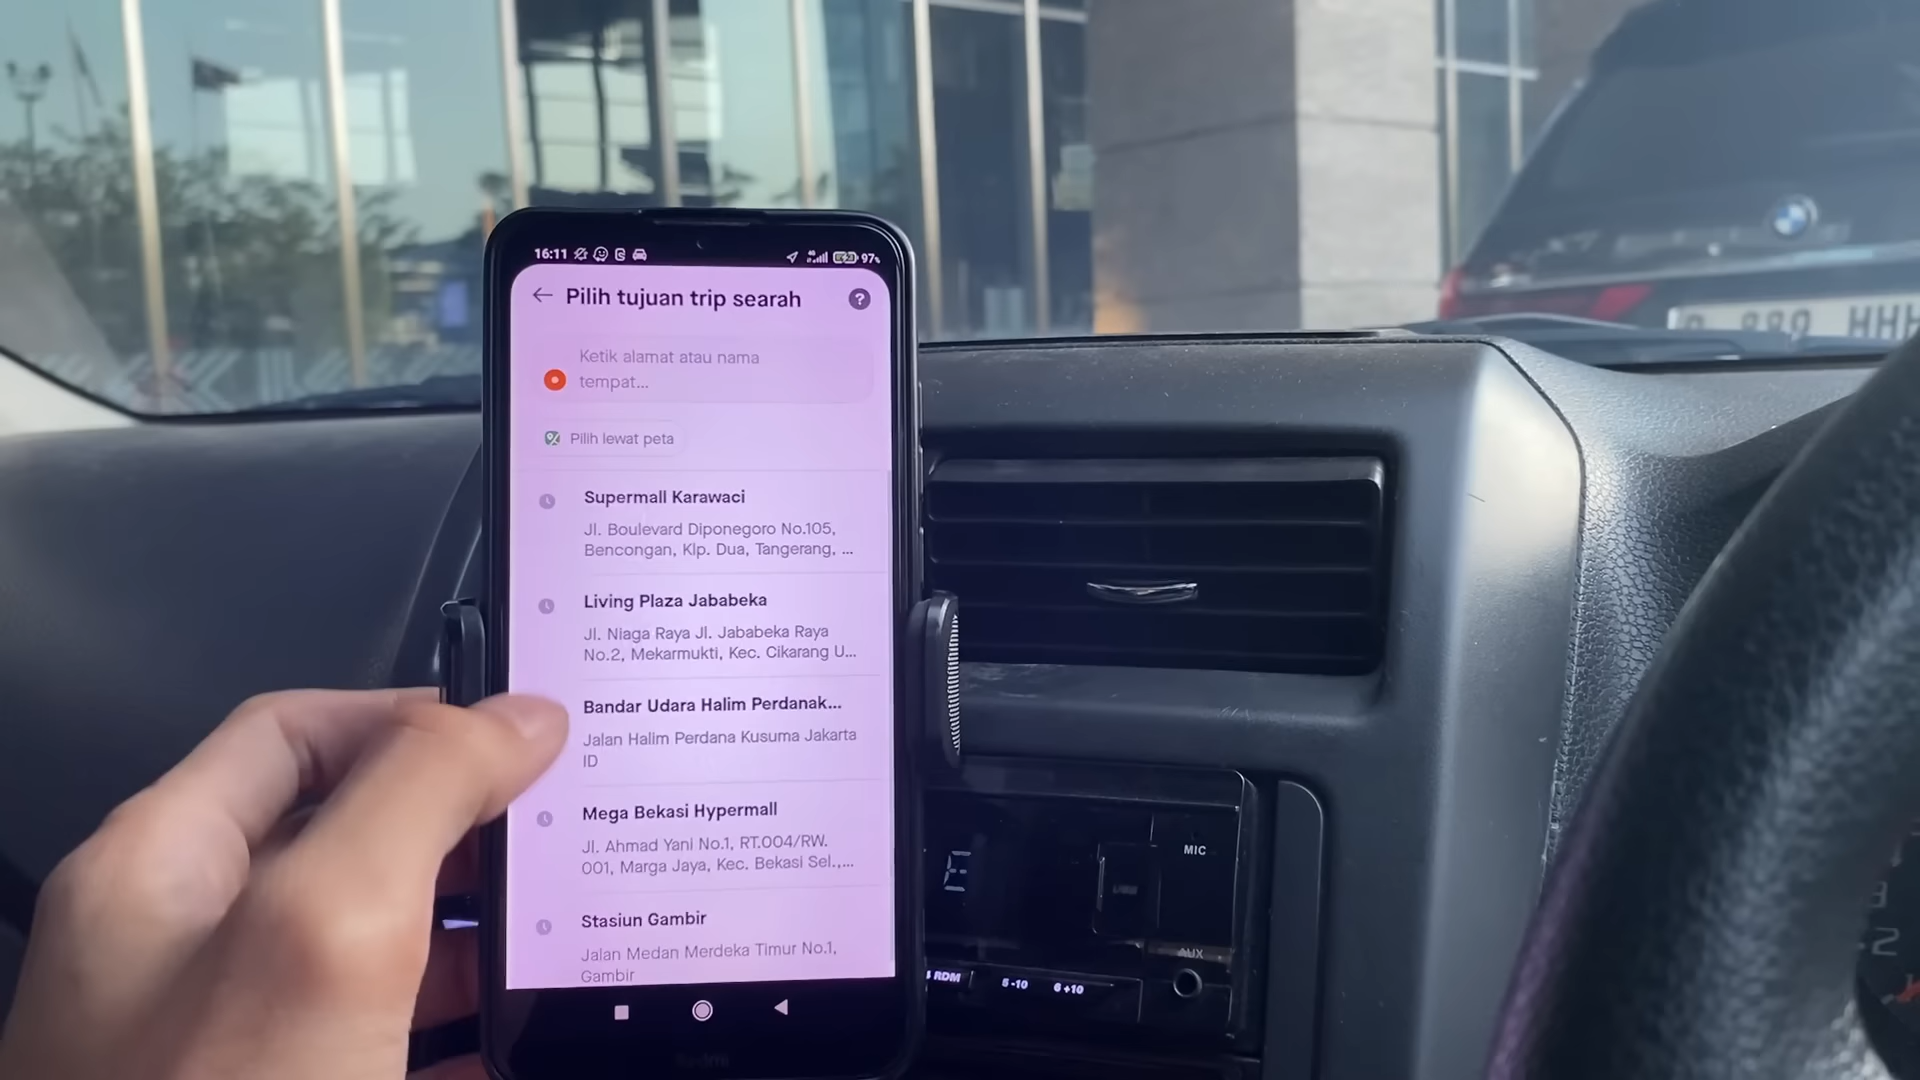 16:11
97%
Pilih tujuan trip searah
?
Ketik alamat atau nama
tempat...
Pilih lewat peta
Supermall Karawaci
Jl. Boulevard Diponegoro No.105,
Bencongan, Klp. Dua, Tangerang, ...
Living Plaza Jababeka
Jl. Niaga Raya Jl. Jababeka Raya
No.2, Mekarmukti, Kec. Cikarang U...
Bandar Udara Halim Perdanak...
Jalan Halim Perdana Kusuma Jakarta
ID
Mega Bekasi Hypermall
Jl. Ahmad Yani No.1, RT.004/RW.
001, Marga Jaya, Kec. Bekasi Sel.,...
Stasiun Gambir
Jalan Medan Merdeka Timur No.1,
Gambir
Redmi
MIC
AUX
RDM
5 -10
6 +10
888 HHH